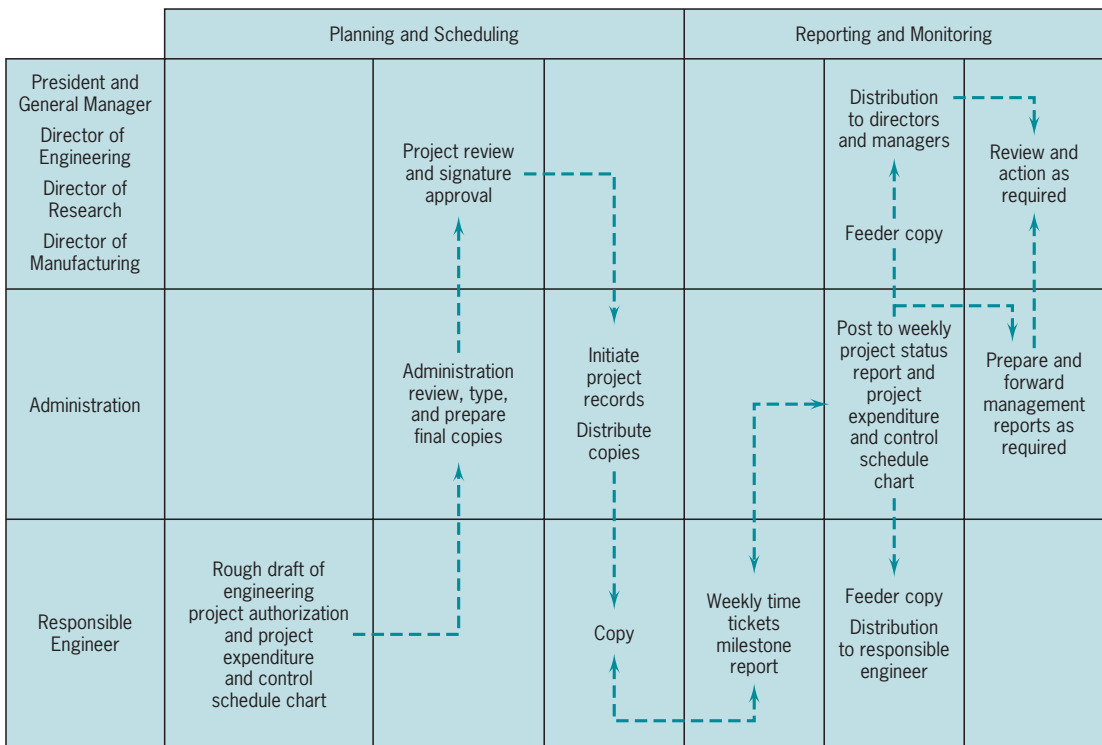 Planning and Scheduling
Reporting and Monitoring
President and
General Manager
Director of
Engineering
Director of
Research
Director of
Manufacturing
Project review
and signature
approval
Distribution
to directors
and managers
Feeder copy
Review and
action as
required
Administration
Administration
review, type,
and prepare
final copies
Initiate
project
records
Distribute
copies
Post to weekly
project status
report and
project
expenditure
and control
schedule
chart
Prepare and
forward
management
reports as
required
Responsible
Engineer
Rough draft of
engineering
project authorization
and project
expenditure
and control
schedule chart
Copy
Weekly time
tickets
milestone
report
Feeder copy
Distribution
to responsible
engineer